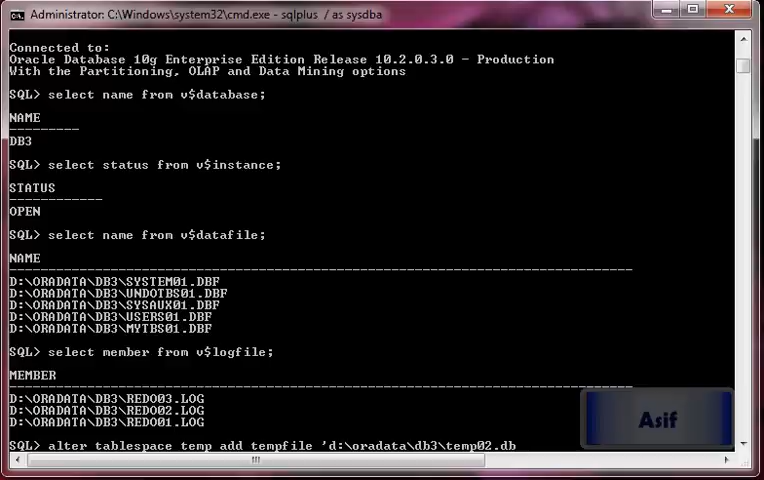 Administrator: C:\Windows\system32\cmd.exe - sqlplus / as sysdba
Connected to:
Oracle Database 10g Enterprise Edition Release 10.2.0.3.0 - Production
With the Partitioning, OLAP and Data Mining options
SQL> select name from v$database;
NAME
---------
DB3
SQL> select status from v$instance;
STATUS
------------
OPEN
SQL> select name from v$datafile;
NAME
--------------------------------------------------------------------------------
D:\ORADATA\DB3\SYSTEM01.DBF
D:\ORADATA\DB3\UNDOTBS01.DBF
D:\ORADATA\DB3\SYSAUX01.DBF
D:\ORADATA\DB3\USERS01.DBF
D:\ORADATA\DB3\MYTBS01.DBF
SQL> select member from v$logfile;
MEMBER
--------------------------------------------------------------------------------
D:\ORADATA\DB3\REDO03.LOG
D:\ORADATA\DB3\REDO02.LOG
D:\ORADATA\DB3\REDO01.LOG
Asif
SQL> alter tablespace temp add tempfile 'd:\oradata\db3\temp02.db